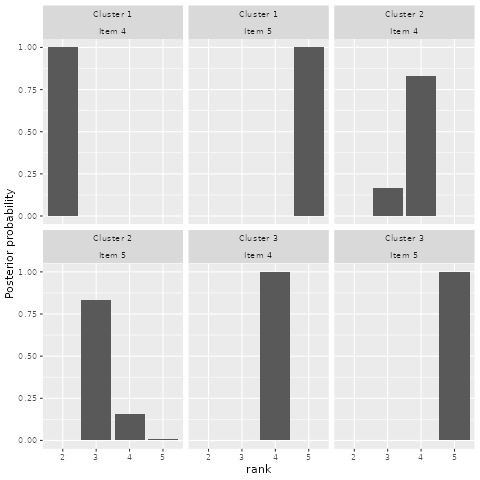 Cluster 1
Item 4
Cluster 1
Item 5
Cluster 2
Item 4
1.00
0.75
0.50
0.25
0.00
Posterior probability
Cluster 2
Item 5
Cluster 3
Item 4
Cluster 3
Item 5
1.00
0.75
0.50
0.25
0.00
2 3 4 5 2 3 4 5 2 3 4 5
rank